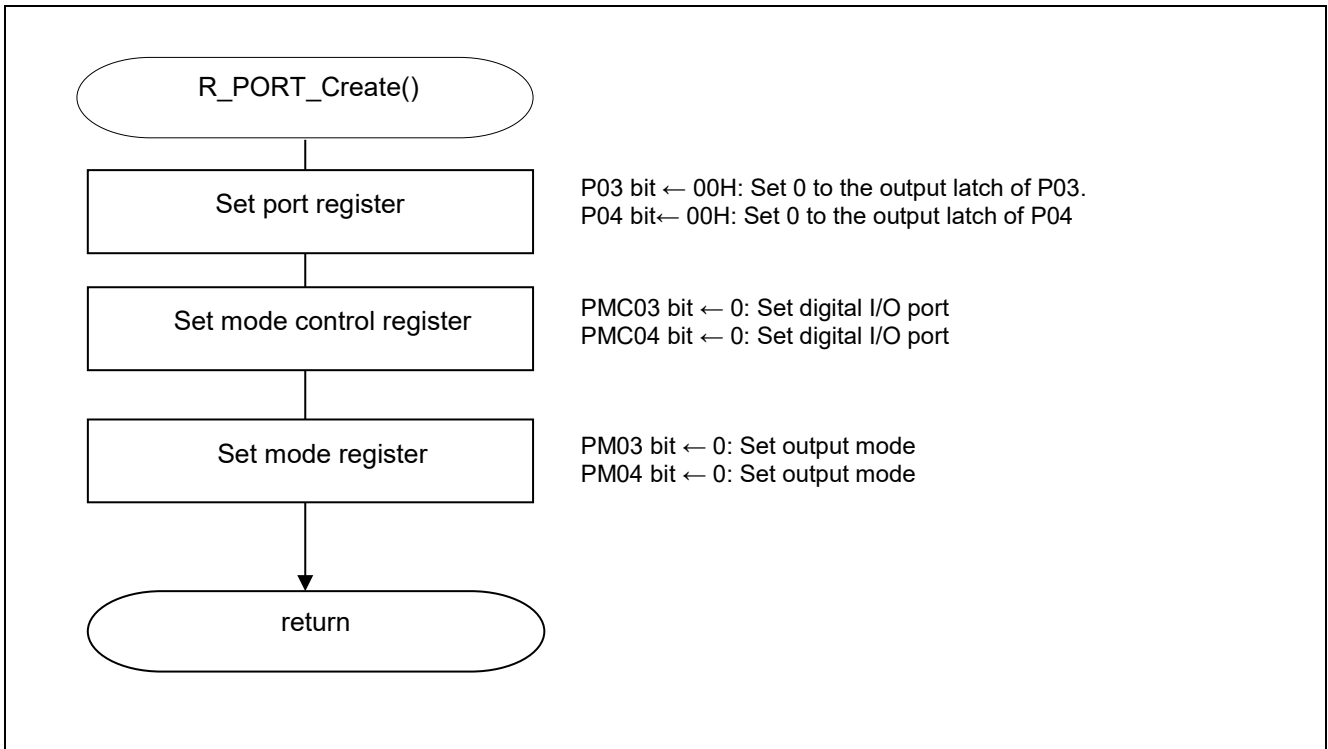 R_PORT_Create()
Set port register
P03 bit ← 00H: Set 0 to the output latch of P03.
P04 bit← 00H: Set 0 to the output latch of P04
Set mode control register
PMC03 bit ← 0: Set digital I/O port
PMC04 bit ← 0: Set digital I/O port
Set mode register
PM03 bit ← 0: Set output mode
PM04 bit ← 0: Set output mode
return